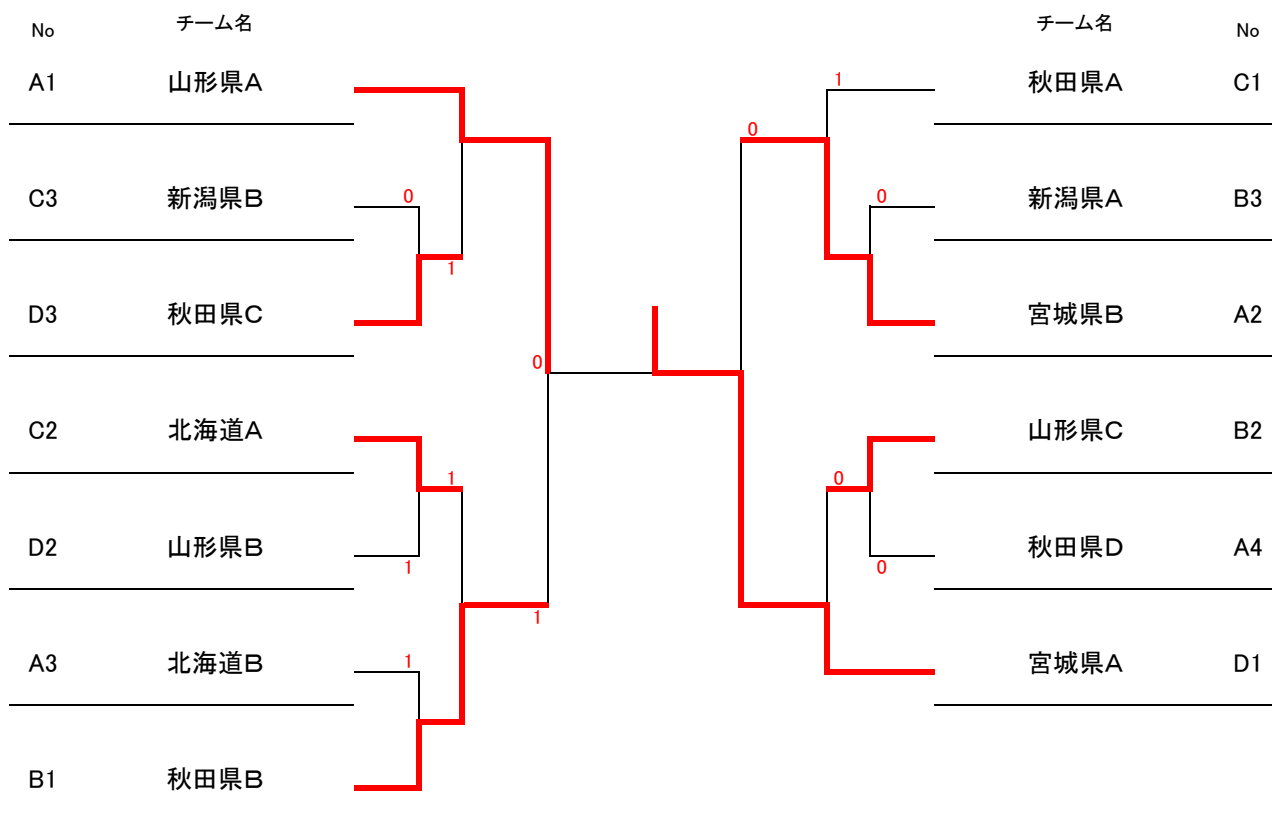 No チーム名 チーム名 No
A1 山形県A 1 秋田県A C1
0
C3 新潟県B 0 0 新潟県A B3
1
D3 秋田県C 宮城県B A2
0
C2 北海道A 山形県C B2
1 0
D2 山形県B 秋田県D A4
1 0
1
A3 北海道B 1 宮城県A D1
B1 秋田県B